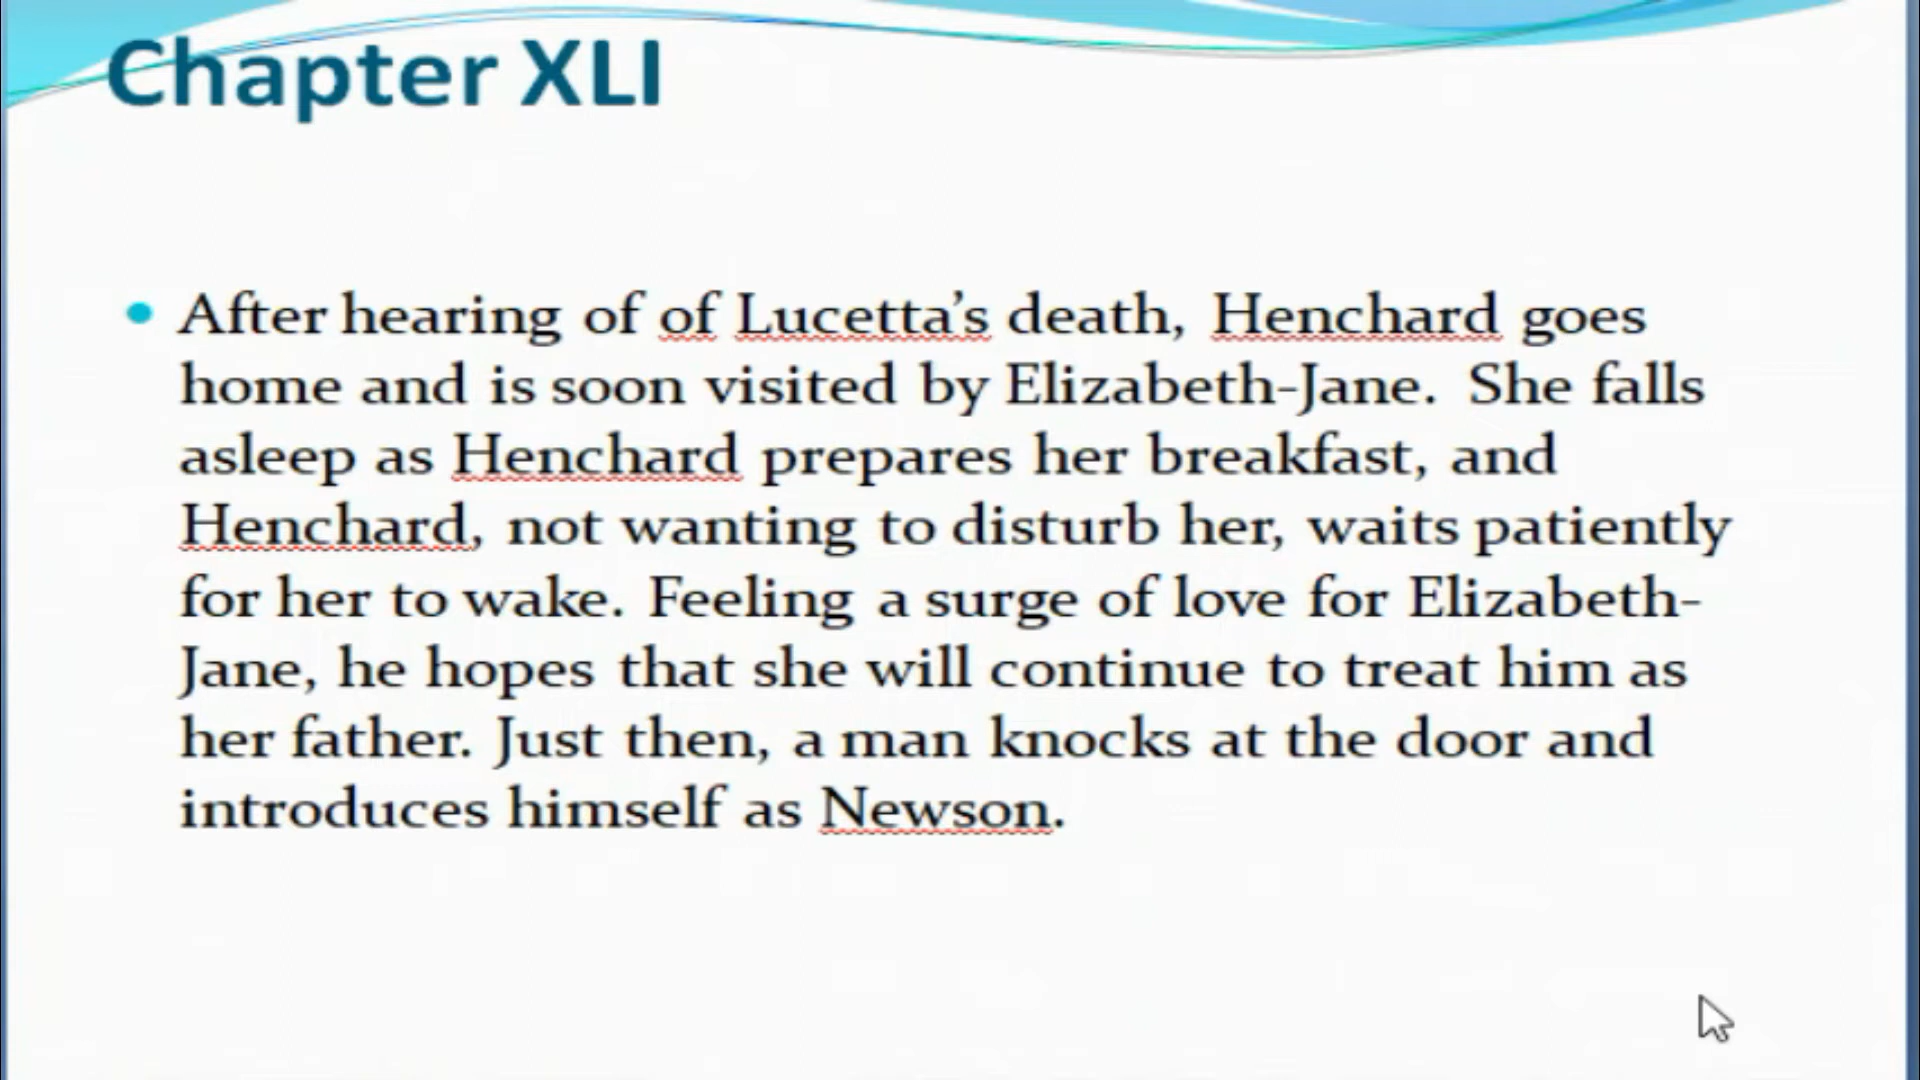 Chapter XLI
After hearing of of Lucetta’s death, Henchard goes
home and is soon visited by Elizabeth-Jane. She falls
asleep as Henchard prepares her breakfast, and
Henchard, not wanting to disturb her, waits patiently
for her to wake. Feeling a surge of love for Elizabeth-
Jane, he hopes that she will continue to treat him as
her father. Just then, a man knocks at the door and
introduces himself as Newson.